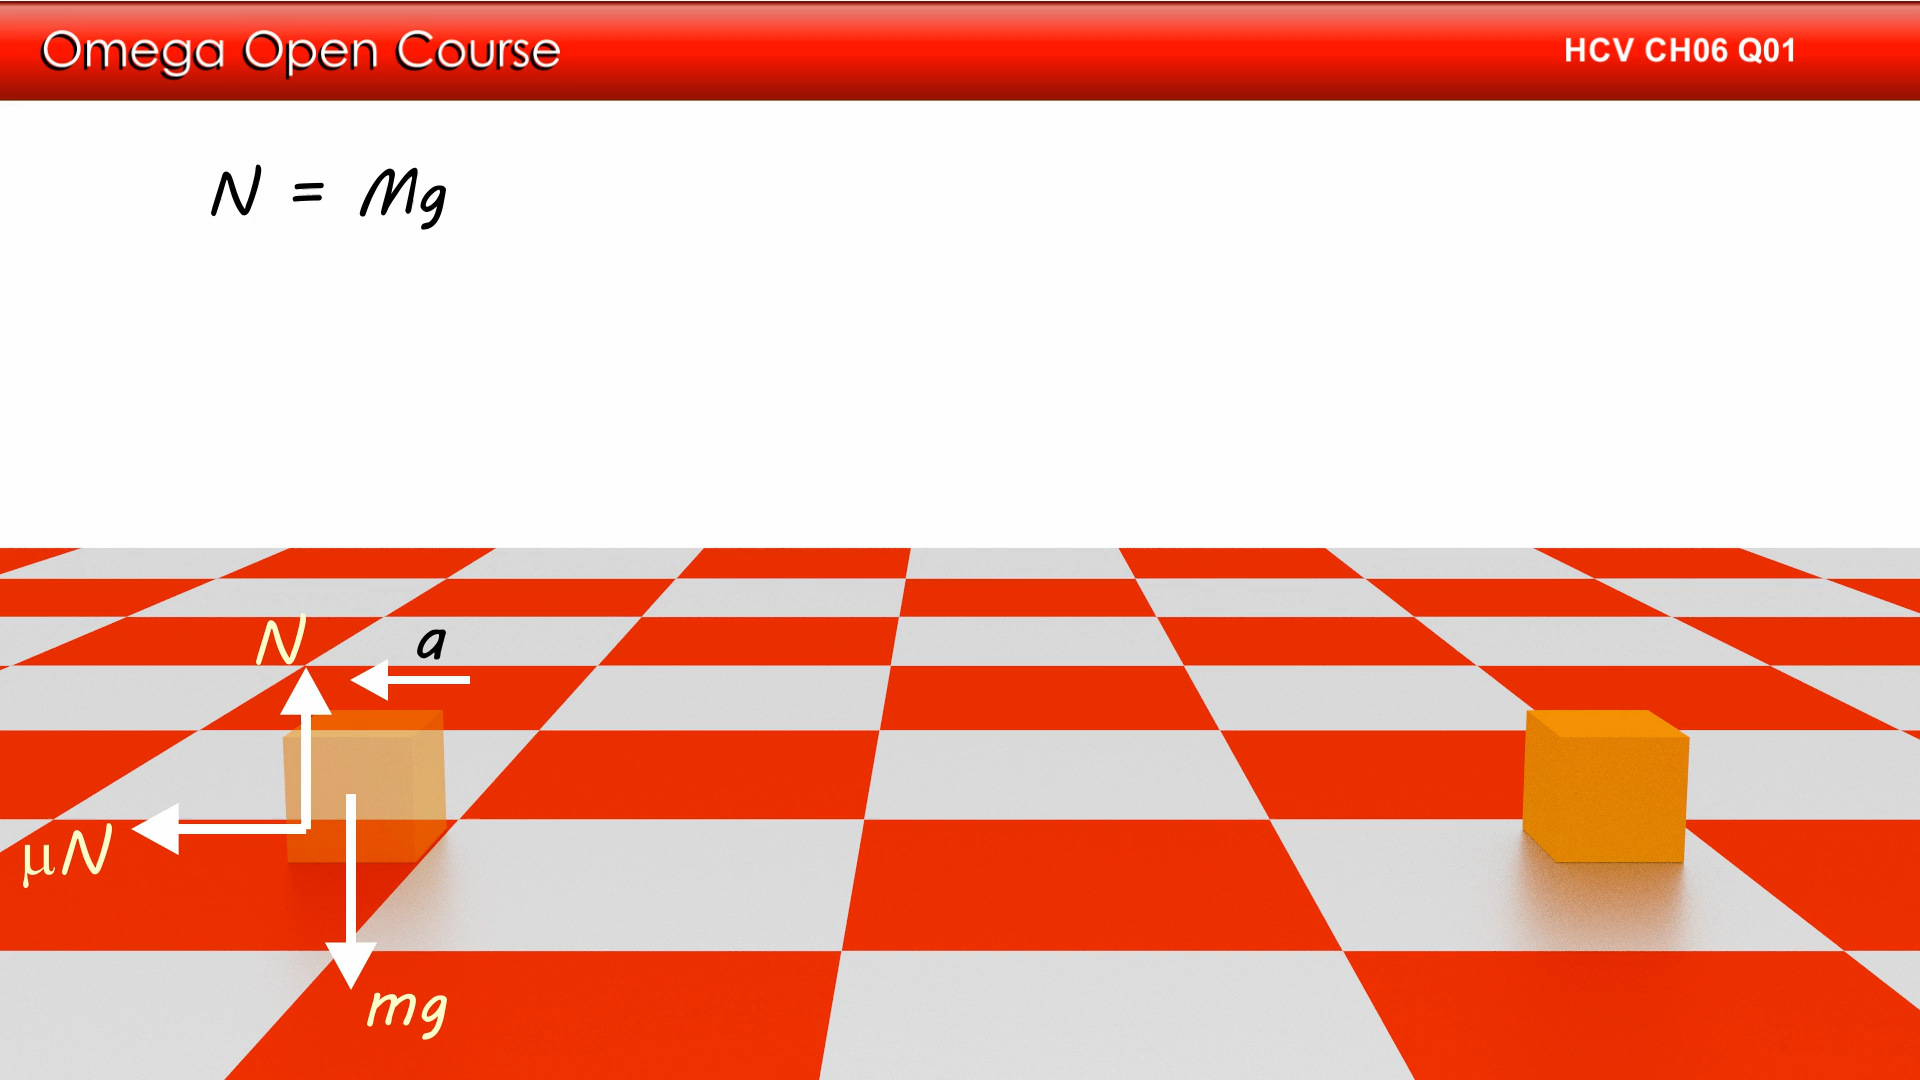 Omega Open Course
HCV CH06 Q01
N = Mg
N
a
μN
mg